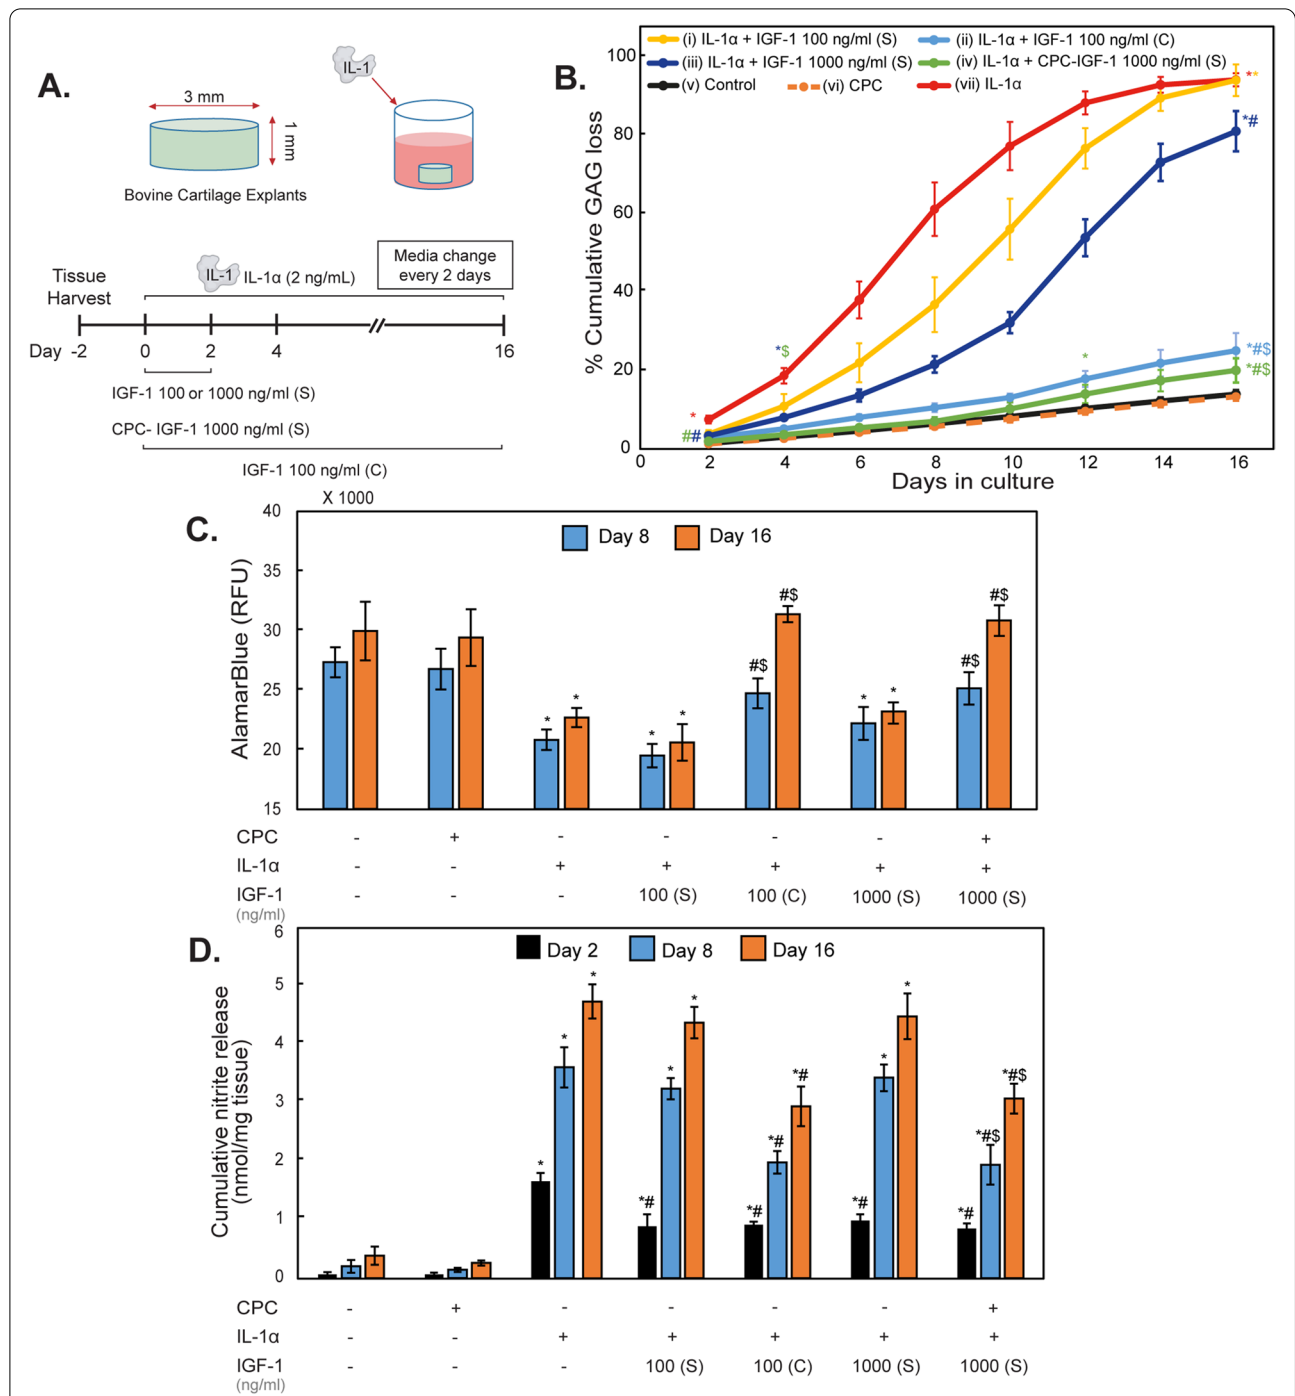 A.
IL-1
3 mm
1 mm
Bovine Cartilage Explants
Media change
every 2 days
Tissue
Harvest
IL-1 IL-1α (2 ng/mL)
Day -2 0 2 4 16
IGF-1 100 or 1000 ng/ml (S)
CPC- IGF-1 1000 ng/ml (S)
IGF-1 100 ng/ml (C)
B.
% Cumulative GAG loss
100
80
60
40
20
0
(i) IL-1α + IGF-1 100 ng/ml (S) (ii) IL-1α + IGF-1 100 ng/ml (C)
(iii) IL-1α + IGF-1 1000 ng/ml (S) (iv) IL-1α + CPC-IGF-1 1000 ng/ml (S)
(v) Control (vi) CPC (vii) IL-1α
**
*#
*$
*
*#$
*#$
*
##
0 2 4 6 8 10 12 14 16
Days in culture
C.
X 1000
AlamarBlue (RFU)
40
35
30
25
20
15
Day 8 Day 16
* * * * #$ #$ * * #$ #$
CPC - + - - - - +
IL-1α - - + + + + +
IGF-1 - - - 100 (S) 100 (C) 1000 (S) 1000 (S)
(ng/ml)
D.
Cumulative nitrite release
(nmol/mg tissue)
6
5
4
3
2
1
0
Day 2 Day 8 Day 16
* * * *# * * *# *# *# *# * * *# *#$ *#$
CPC - + - - - - +
IL-1α - - + + + + +
IGF-1 - - - 100 (S) 100 (C) 1000 (S) 1000 (S)
(ng/ml)